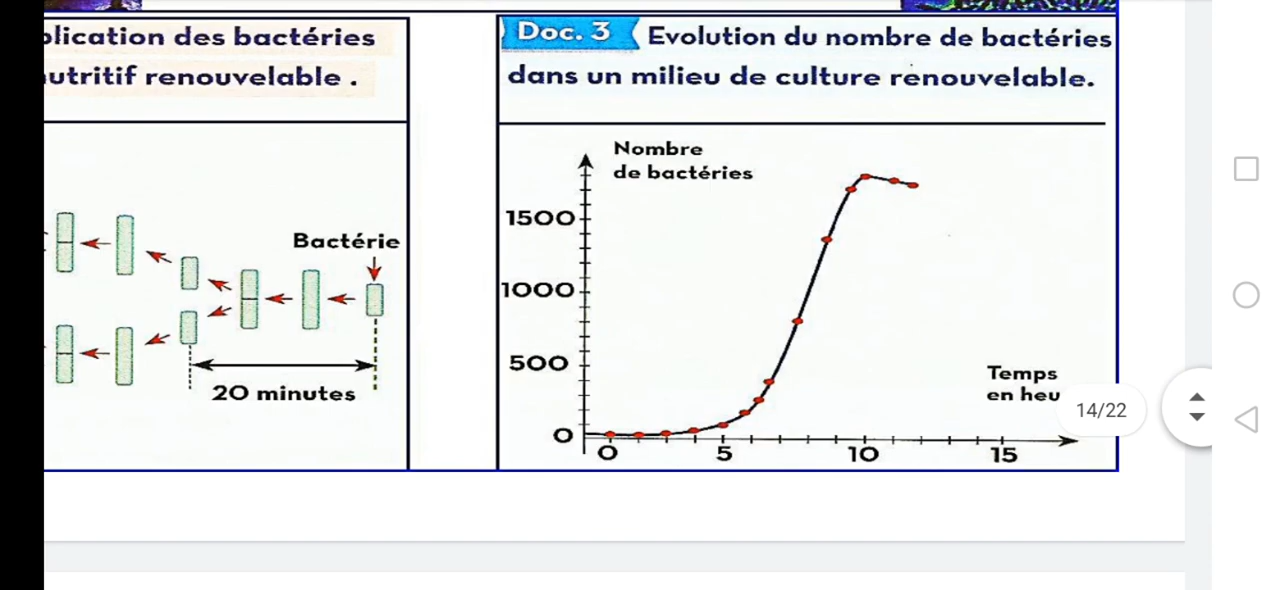 plication des bactéries
utritif renouvelable .
Bactérie
20 minutes
Doc. 3
Evolution du nombre de bactéries
dans un milieu de culture renouvelable.
Nombre
de bactéries
1500
1000
500
0
0
5
10
15
Temps
en heu
14/22